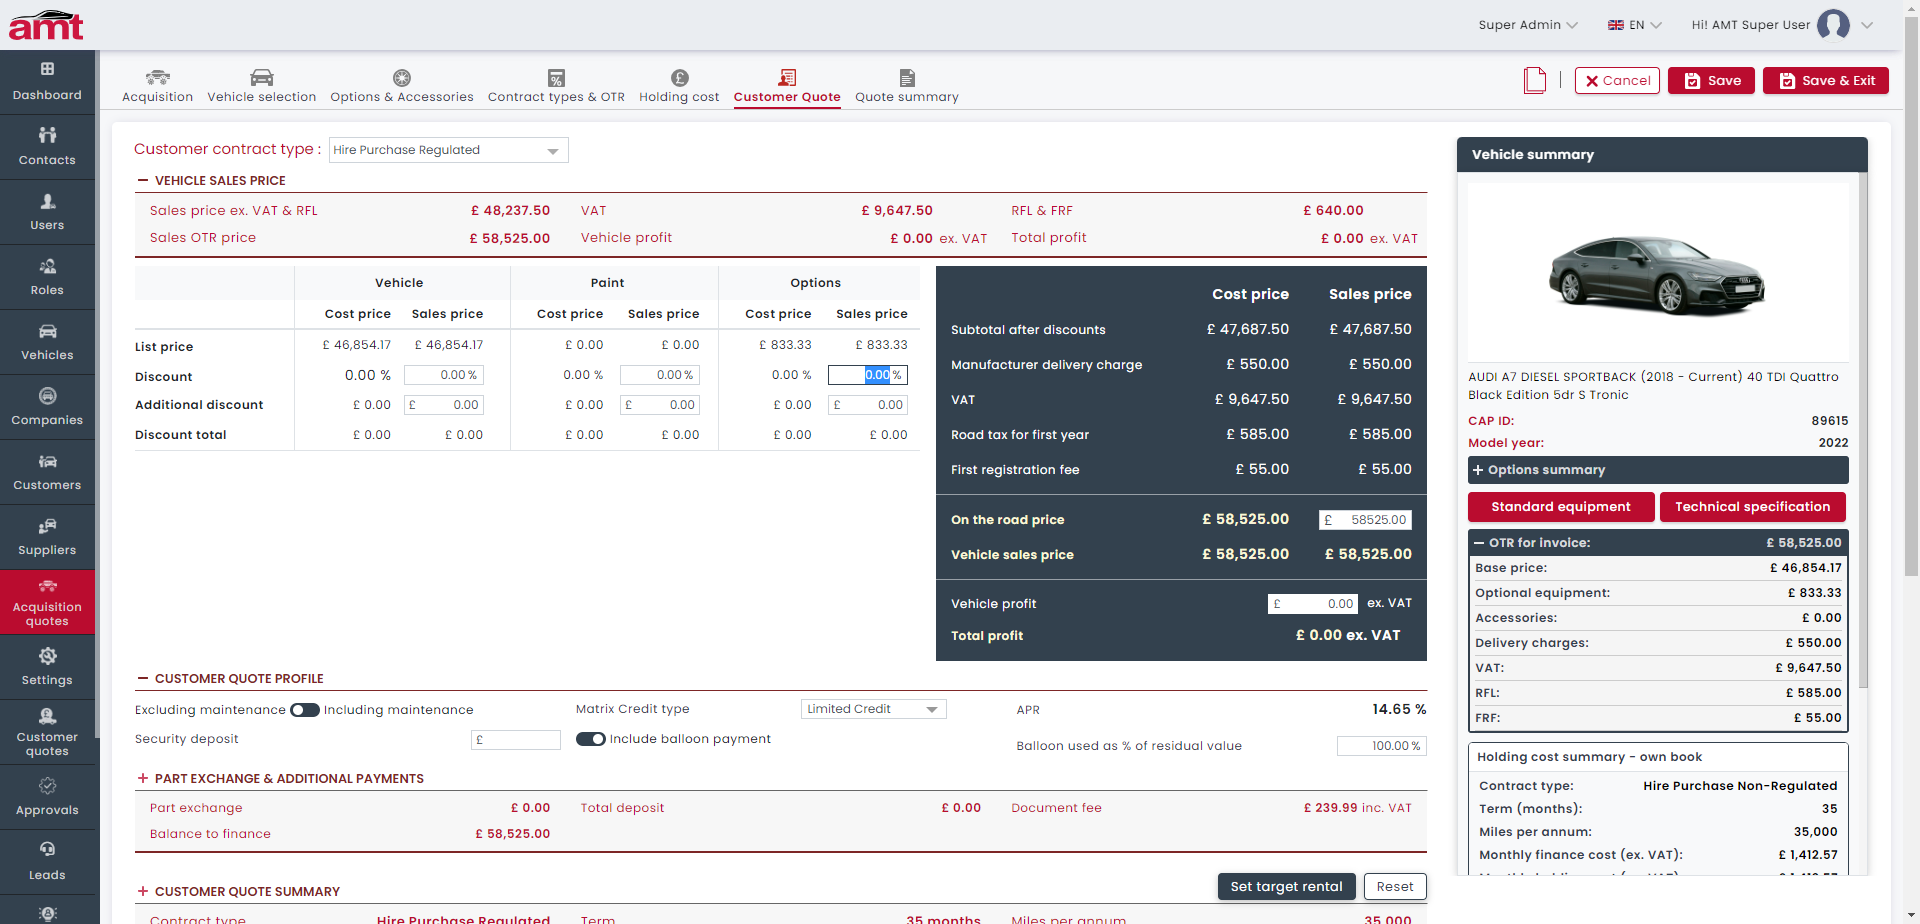 amt
Super Admin EN Hi! AMT Super User
Dashboard
Contacts
Users
Roles
Vehicles
Companies
Customers
Suppliers
Acquisition
quotes
Settings
Customer
quotes
Approvals
Leads
Acquisition Vehicle selection Options & Accessories Contract types & OTR Holding cost Customer Quote Quote summary
Cancel Save Save & Exit
Customer contract type : Hire Purchase Regulated
VEHICLE SALES PRICE
Sales price ex. VAT & RFL £ 48,237.50 VAT £ 9,647.50 RFL & FRF £ 640.00
Sales OTR price £ 58,525.00 Vehicle profit £ 0.00 ex. VAT Total profit £ 0.00 ex. VAT
Vehicle Paint Options
Cost price Sales price Cost price Sales price Cost price Sales price
List price £ 46,854.17 £ 46,854.17 £ 0.00 £ 0.00 £ 833.33 £ 833.33
Discount 0.00 % 0.00 % 0.00 % 0.00 % 0.00 % 0.00 %
Additional discount £ 0.00 £ 0.00 £ 0.00 £ 0.00 £ 0.00 £ 0.00
Discount total £ 0.00 £ 0.00 £ 0.00 £ 0.00 £ 0.00 £ 0.00
Cost price Sales price
Subtotal after discounts £ 47,687.50 £ 47,687.50
Manufacturer delivery charge £ 550.00 £ 550.00
VAT £ 9,647.50 £ 9,647.50
Road tax for first year £ 585.00 £ 585.00
First registration fee £ 55.00 £ 55.00
On the road price £ 58,525.00 £ 58525.00
Vehicle sales price £ 58,525.00 £ 58,525.00
Vehicle profit £ 0.00 ex. VAT
Total profit £ 0.00 ex. VAT
CUSTOMER QUOTE PROFILE
Excluding maintenance Including maintenance Matrix Credit type Limited Credit APR 14.65 %
Security deposit £ Include balloon payment Balloon used as % of residual value 100.00 %
PART EXCHANGE & ADDITIONAL PAYMENTS
Part exchange £ 0.00 Total deposit £ 0.00 Document fee £ 239.99 inc. VAT
Balance to finance £ 58,525.00
CUSTOMER QUOTE SUMMARY Set target rental Reset
Contract type Hire Purchase Regulated Term 35 months Miles per annum 35,000
Vehicle summary
AUDI A7 DIESEL SPORTBACK (2018 - Current) 40 TDI Quattro
Black Edition 5dr S Tronic
CAP ID: 89615
Model year: 2022
Options summary
Standard equipment Technical specification
OTR for invoice: £ 58,525.00
Base price: £ 46,854.17
Optional equipment: £ 833.33
Accessories: £ 0.00
Delivery charges: £ 550.00
VAT: £ 9,647.50
RFL: £ 585.00
FRF: £ 55.00
Holding cost summary - own book
Contract type: Hire Purchase Non-Regulated
Term (months): 35
Miles per annum: 35,000
Monthly finance cost (ex. VAT): £ 1,412.57